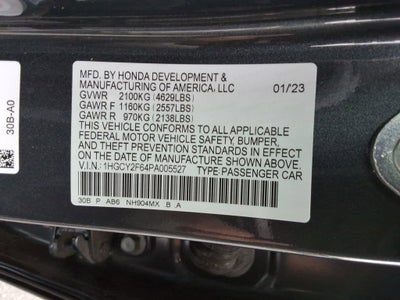 MFD. BY HONDA DEVELOPMENT &
MANUFACTURING OF AMERICA, LLC 01/23
GVWR 2100KG (4629LBS)
GAWR F 1160KG (2557LBS)
GAWR R 970KG (2138LBS)
THIS VEHICLE CONFORMS TO ALL APPLICABLE
FEDERAL MOTOR VEHICLE SAFETY, BUMPER,
AND THEFT PREVENTION STANDARDS IN EFFECT
ON THE DATE OF MANUFACTURE SHOWN ABOVE.
V.I.N.: 1HGCY2F64PA005527 TYPE:PASSENGER CAR
30B P AB6 NH904MX B A
30B-A0